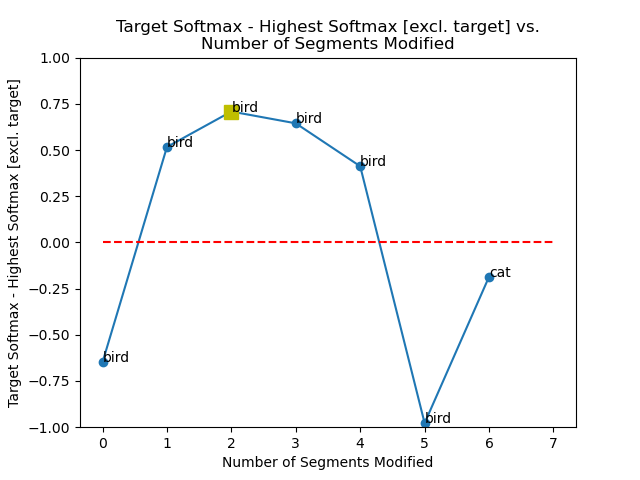 Target Softmax - Highest Softmax [excl. target] vs.
Number of Segments Modified
Target Softmax - Highest Softmax [excl. target]
1.00
0.75
0.50
0.25
0.00
−0.25
−0.50
−0.75
−1.00
bird
bird
bird
bird
bird
bird
cat
0 1 2 3 4 5 6 7
Number of Segments Modified